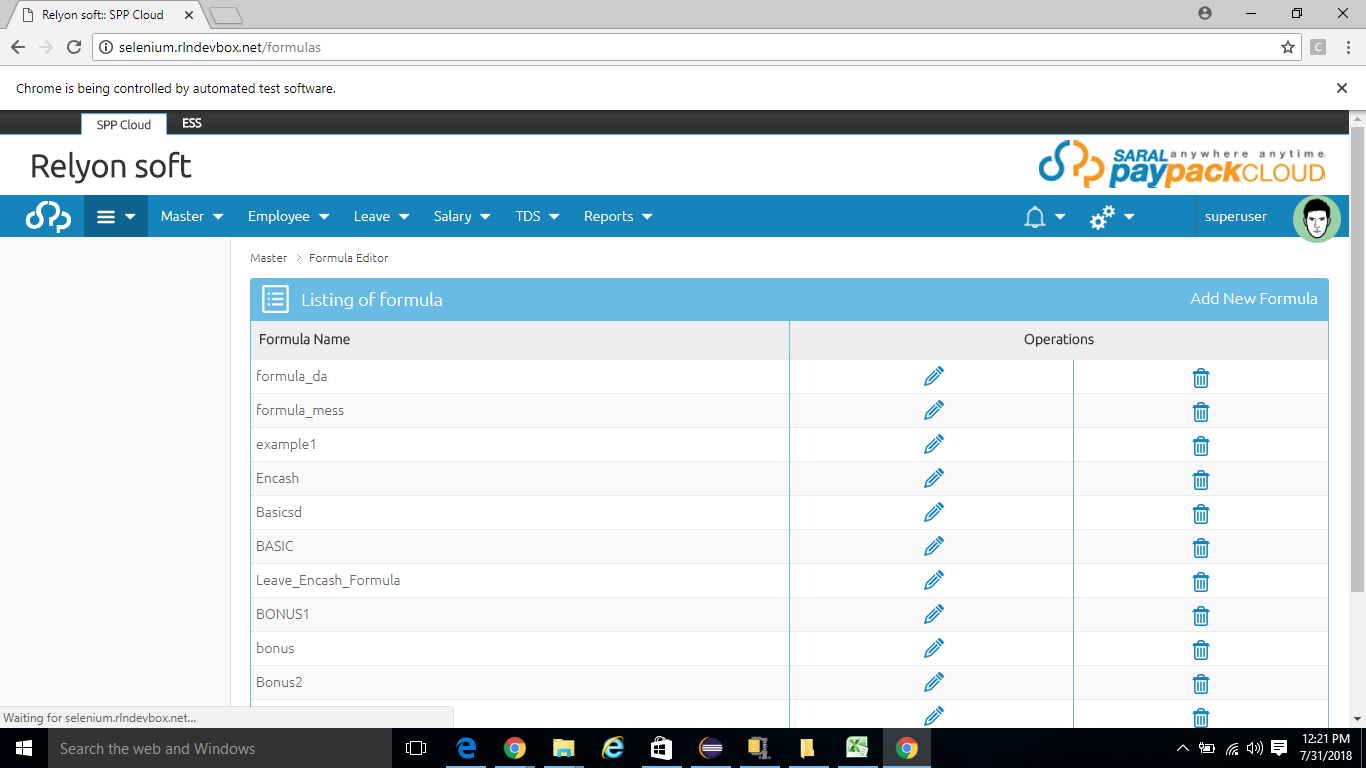 Relyon soft:: SPP Cloud
selenium.rlndevbox.net/formulas
Chrome is being controlled by automated test software.
SPP Cloud ESS
Relyon soft
SARAL anywhere anytime
paypackCLOUD
Master Employee Leave Salary TDS Reports superuser
Master > Formula Editor
Listing of formula Add New Formula
Formula Name Operations
formula_da
formula_mess
example1
Encash
Basicsd
BASIC
Leave_Encash_Formula
BONUS1
bonus
Bonus2
Waiting for selenium.rlndevbox.net...
Search the web and Windows
12:21 PM
7/31/2018